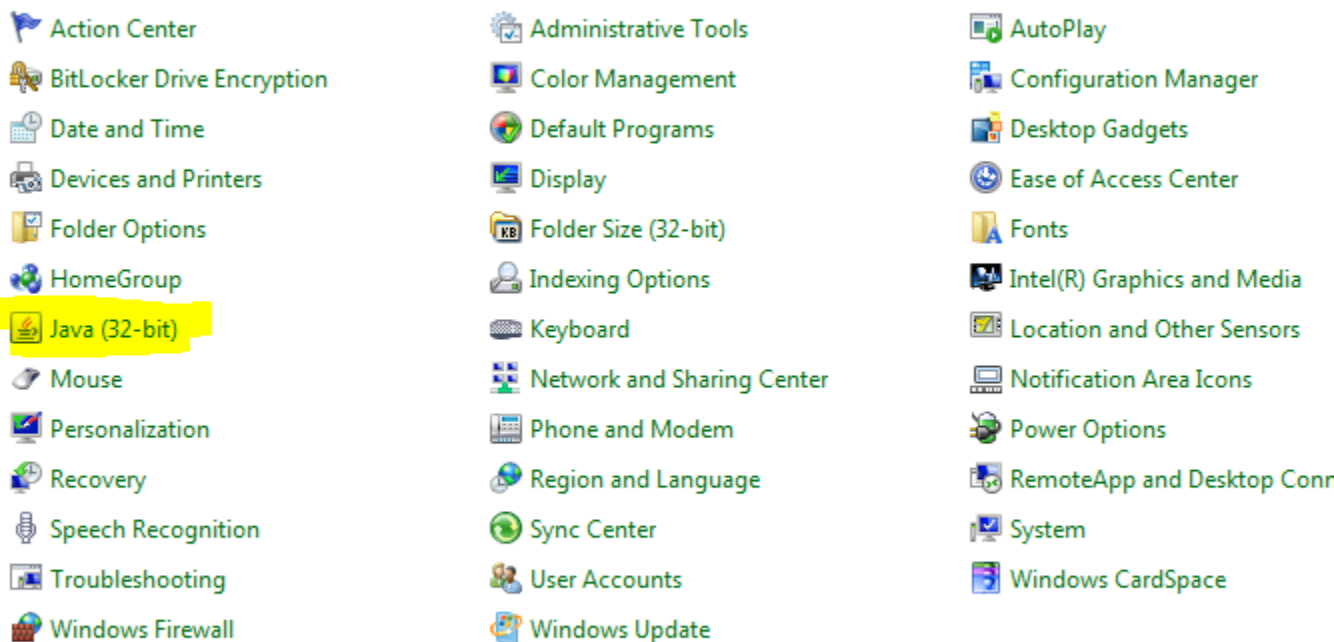 Action Center
Administrative Tools
AutoPlay
BitLocker Drive Encryption
Color Management
Configuration Manager
Date and Time
Default Programs
Desktop Gadgets
Devices and Printers
Display
Ease of Access Center
Folder Options
Folder Size (32-bit)
Fonts
HomeGroup
Indexing Options
Intel(R) Graphics and Media
Java (32-bit)
Keyboard
Location and Other Sensors
Mouse
Network and Sharing Center
Notification Area Icons
Personalization
Phone and Modem
Power Options
Recovery
Region and Language
RemoteApp and Desktop Conn
Speech Recognition
Sync Center
System
Troubleshooting
User Accounts
Windows CardSpace
Windows Firewall
Windows Update